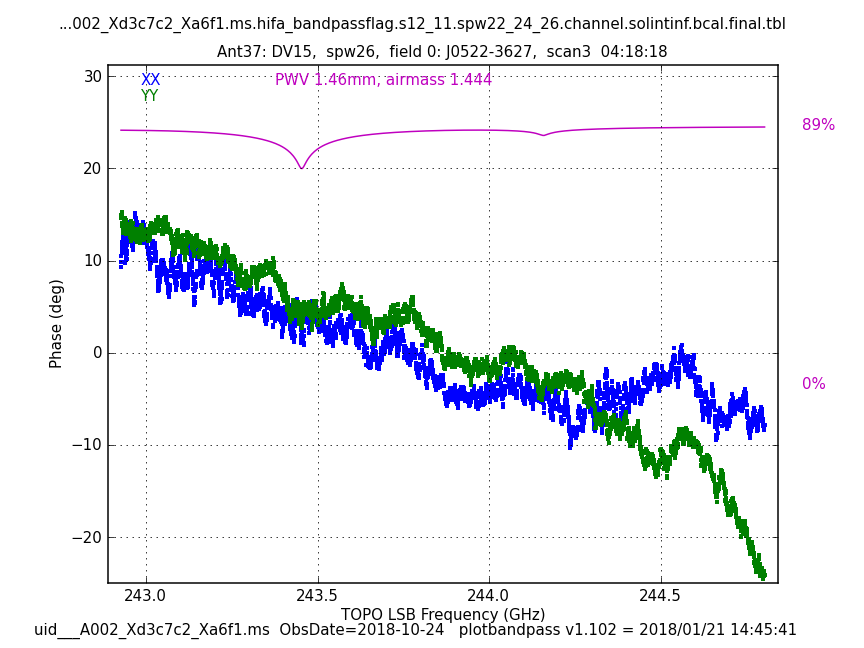 ...002_Xd3c7c2_Xa6f1.ms.hifa_bandpassflag.s12_11.spw22_24_26.channel.solintinf.bcal.final.tbl
Ant37: DV15, spw26, field 0: J0522-3627, scan3 04:18:18
XX
YY
PWV 1.46mm, airmass 1.444
89%
0%
30
20
10
0
−10
−20
Phase (deg)
243.0 243.5 244.0 244.5
TOPO LSB Frequency (GHz)
uid___A002_Xd3c7c2_Xa6f1.ms ObsDate=2018-10-24 plotbandpass v1.102 = 2018/01/21 14:45:41